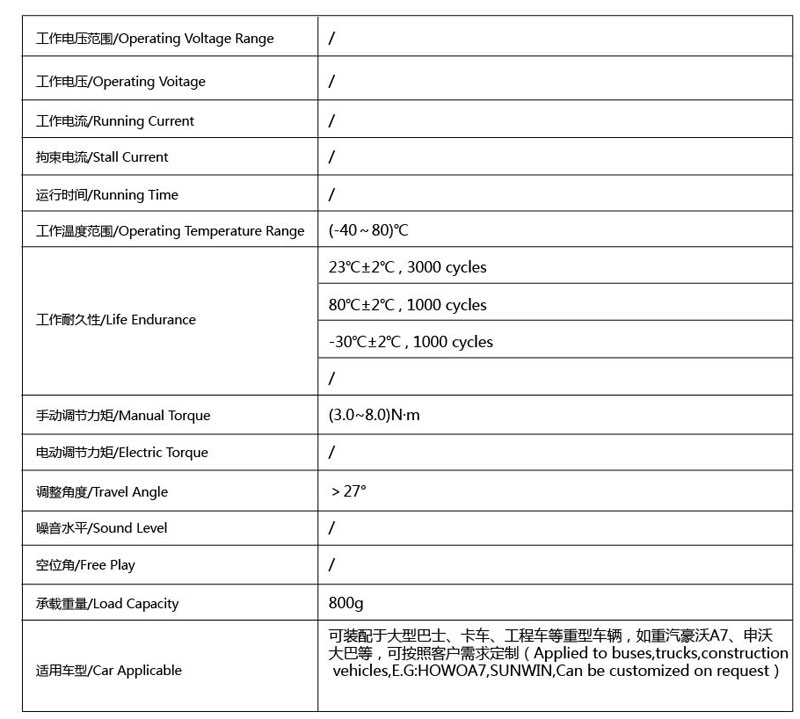 工作电压范围/Operating Voltage Range /
工作电压/Operating Voitage /
工作电流/Running Current /
拘束电流/Stall Current /
运行时间/Running Time /
工作温度范围/Operating Temperature Range (-40～80)℃
工作耐久性/Life Endurance
23℃±2℃ , 3000 cycles
80℃±2℃ , 1000 cycles
-30℃±2℃ , 1000 cycles
/
手动调节力矩/Manual Torque (3.0~8.0)N·m
电动调节力矩/Electric Torque /
调整角度/Travel Angle ＞27°
噪音水平/Sound Level /
空位角/Free Play /
承载重量/Load Capacity 800g
适用车型/Car Applicable
可装配于大型巴士、卡车、工程车等重型车辆，如重汽豪沃A7、申沃
大巴等，可按照客户需求定制（Applied to buses,trucks,construction
vehicles,E.G:HOWOA7,SUNWIN,Can be customized on request）